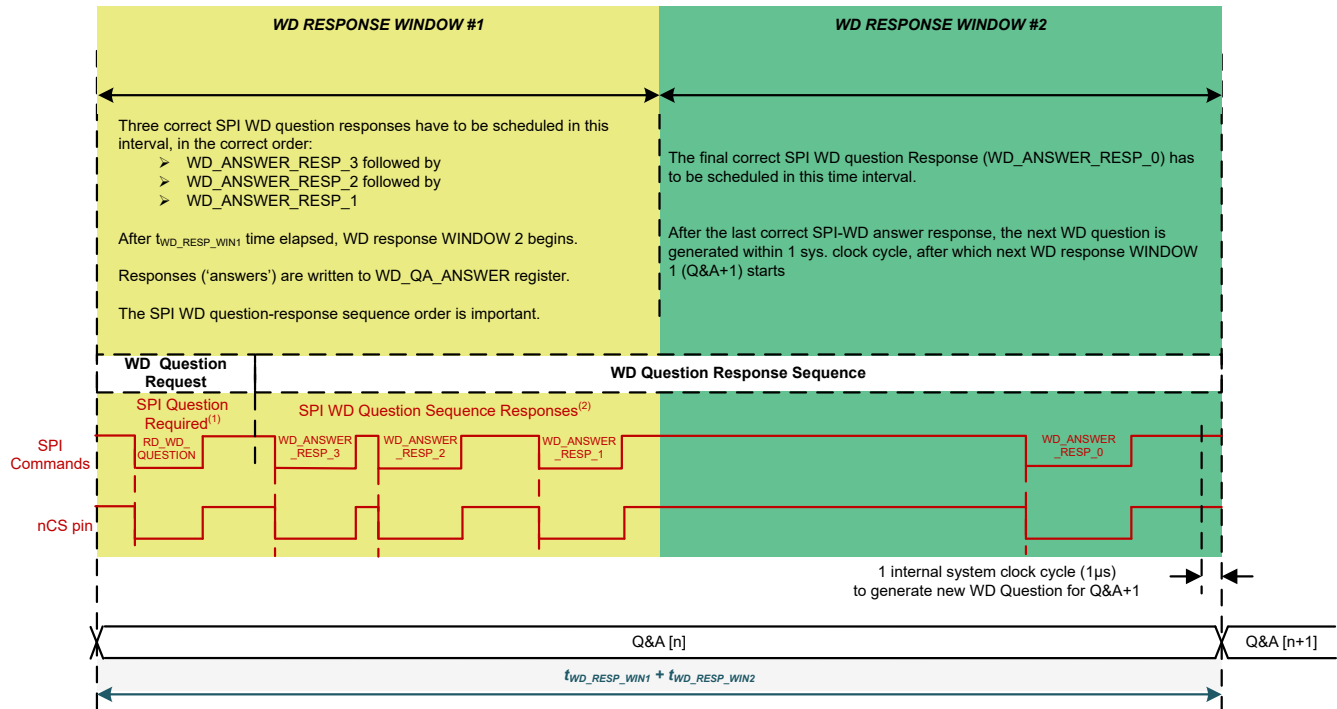 WD RESPONSE WINDOW #1
WD RESPONSE WINDOW #2
Three correct SPI WD question responses have to be scheduled in this
interval, in the correct order:
➢ WD_ANSWER_RESP_3 followed by
➢ WD_ANSWER_RESP_2 followed by
➢ WD_ANSWER_RESP_1
After tWD_RESP_WIN1 time elapsed, WD response WINDOW 2 begins.
Responses (‘answers’) are written to WD_QA_ANSWER register.
The SPI WD question-response sequence order is important.
The final correct SPI WD question Response (WD_ANSWER_RESP_0) has
to be scheduled in this time interval.
After the last correct SPI-WD answer response, the next WD question is
generated within 1 sys. clock cycle, after which next WD response WINDOW
1 (Q&A+1) starts
WD Question
Request
WD Question Response Sequence
SPI Question
Required(1)
SPI WD Question Sequence Responses(2)
SPI
Commands
RD_WD_
QUESTION
WD_ANSWER
_RESP_3
WD_ANSWER
_RESP_2
WD_ANSWER
_RESP_1
WD_ANSWER
_RESP_0
nCS pin
1 internal system clock cycle (1µs)
to generate new WD Question for Q&A+1
Q&A [n]
Q&A [n+1]
tWD_RESP_WIN1 + tWD_RESP_WIN2